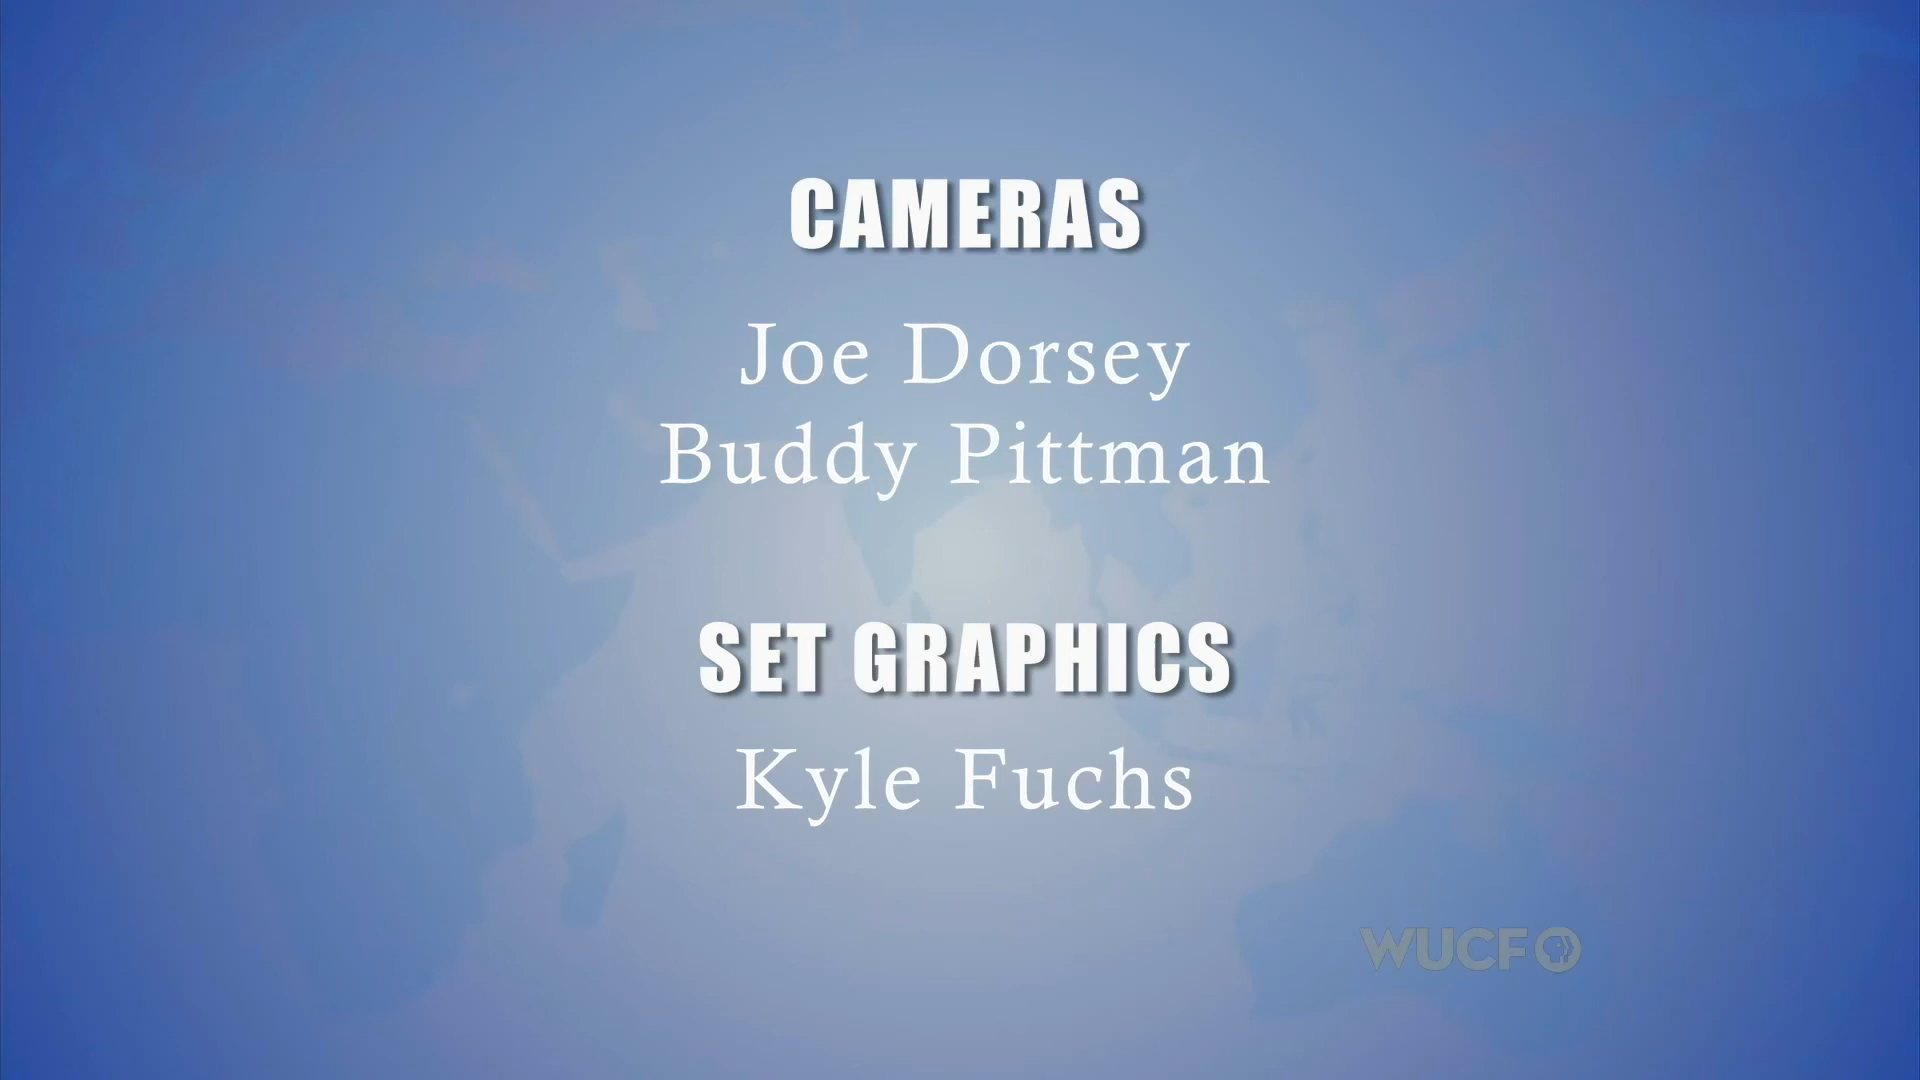 CAMERAS
Joe Dorsey
Buddy Pittman
SET GRAPHICS
Kyle Fuchs
WUCF